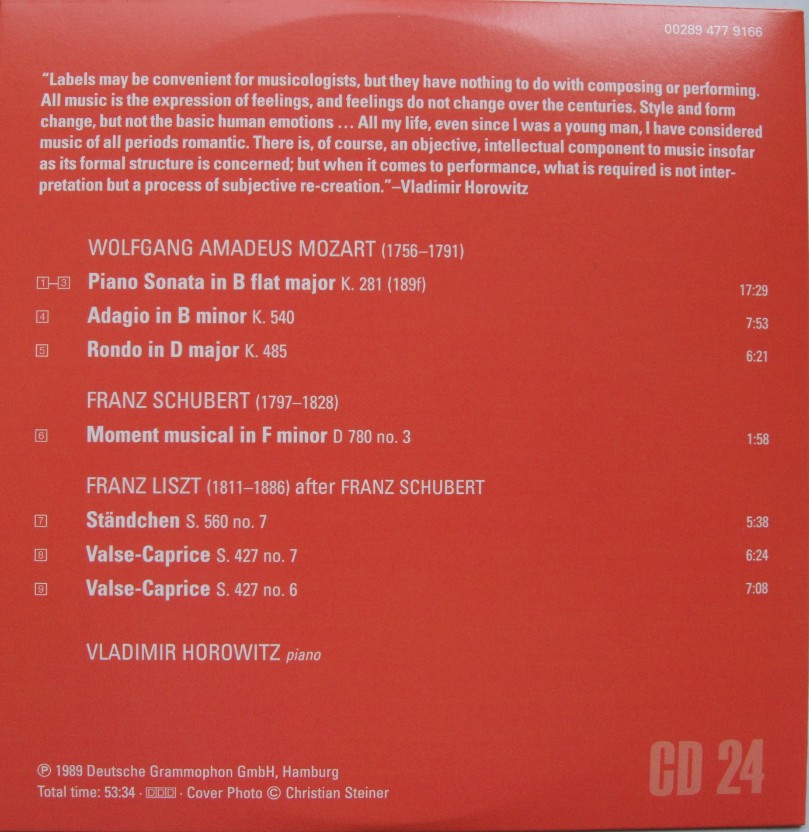 00289 477 9166
“Labels may be convenient for musicologists, but they have nothing to do with composing or performing.
All music is the expression of feelings, and feelings do not change over the centuries. Style and form
change, but not the basic human emotions … All my life, even since I was a young man, I have considered
music of all periods romantic. There is, of course, an objective, intellectual component to music insofar
as its formal structure is concerned; but when it comes to performance, what is required is not inter-
pretation but a process of subjective re-creation.”–Vladimir Horowitz
WOLFGANG AMADEUS MOZART (1756–1791)
1–3 Piano Sonata in B flat major K. 281 (189f) 17:29
4 Adagio in B minor K. 540 7:53
5 Rondo in D major K. 485 6:21
FRANZ SCHUBERT (1797–1828)
6 Moment musical in F minor D 780 no. 3 1:58
FRANZ LISZT (1811–1886) after FRANZ SCHUBERT
7 Ständchen S. 560 no. 7 5:38
8 Valse-Caprice S. 427 no. 7 6:24
9 Valse-Caprice S. 427 no. 6 7:08
VLADIMIR HOROWITZ piano
℗ 1989 Deutsche Grammophon GmbH, Hamburg
Total time: 53:34 · DDD · Cover Photo © Christian Steiner
CD 24